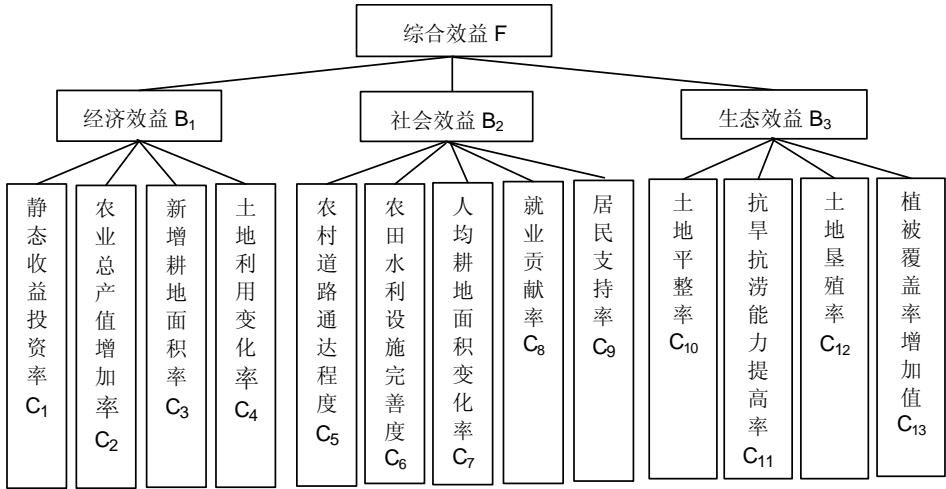 综合效益 F
经济效益 B₁
社会效益 B₂
生态效益 B₃
静态收益投资率 C₁
农业总产值增加率 C₂
新增耕地面积率 C₃
土地利用变化率 C₄
农村道路通达程度 C₅
农田水利设施完善度 C₆
人均耕地面积变化率 C₇
就业贡献率 C₈
居民支持率 C₉
土地平整率 C₁₀
抗旱抗涝能力提高率 C₁₁
土地垦殖率 C₁₂
植被覆盖率增加值 C₁₃